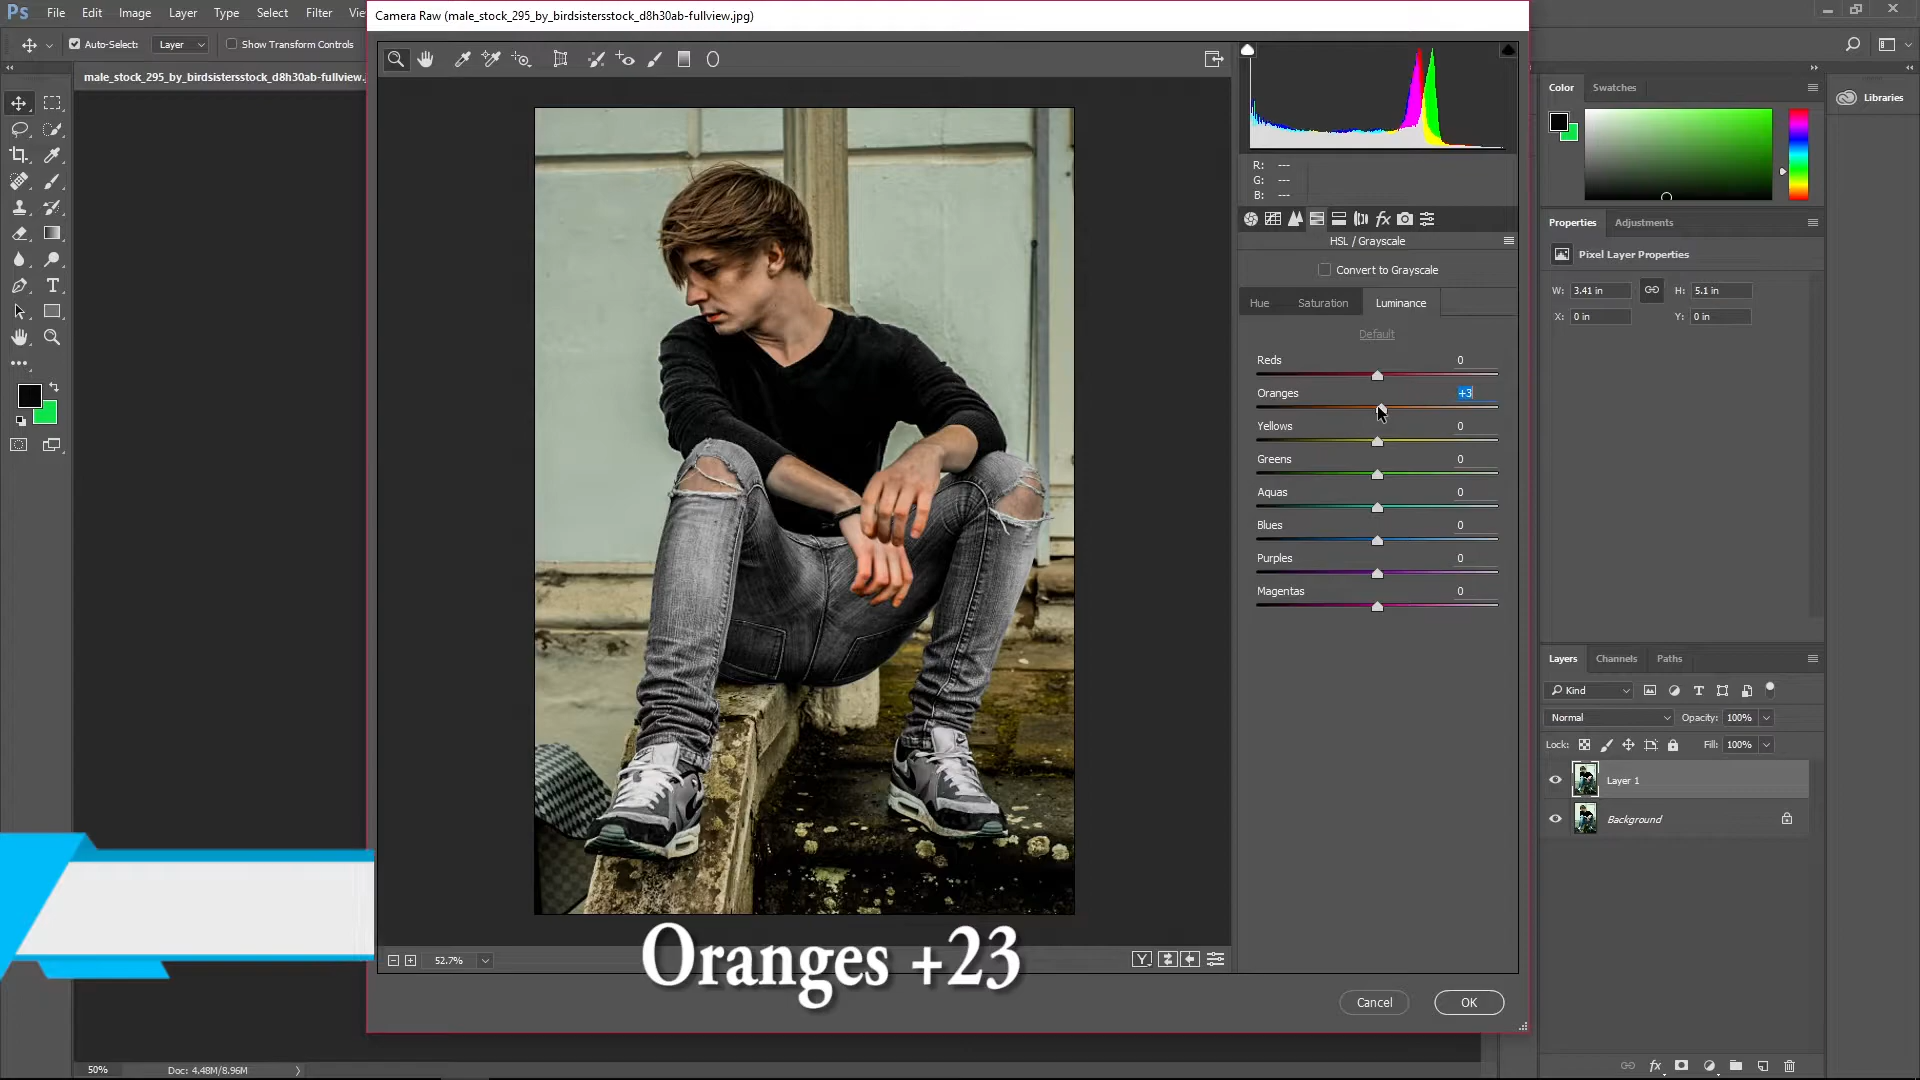 Ps File Edit Image Layer Type Select Filter
Camera Raw (male_stock_295_by_birdsistersstock_d8h30ab-fullview.jpg)
Auto-Select: Layer Show Transform Controls
male_stock_295_by_birdsistersstock_d8h30ab-fullview.
R: ---
G: ---
B: ---
HSL / Grayscale
Convert to Grayscale
Hue Saturation Luminance
Default
Reds 0
Oranges +3
Yellows 0
Greens 0
Aquas 0
Blues 0
Purples 0
Magentas 0
52.7%
Y
Oranges +23
Cancel OK
50% Doc: 4.48M/8.96M
Color Swatches
Libraries
Properties Adjustments
Pixel Layer Properties
W: 3.41 in H: 5.1 in
X: 0 in Y: 0 in
Layers Channels Paths
Kind
Normal Opacity: 100%
Lock: Fill: 100%
Layer 1
Background
fx